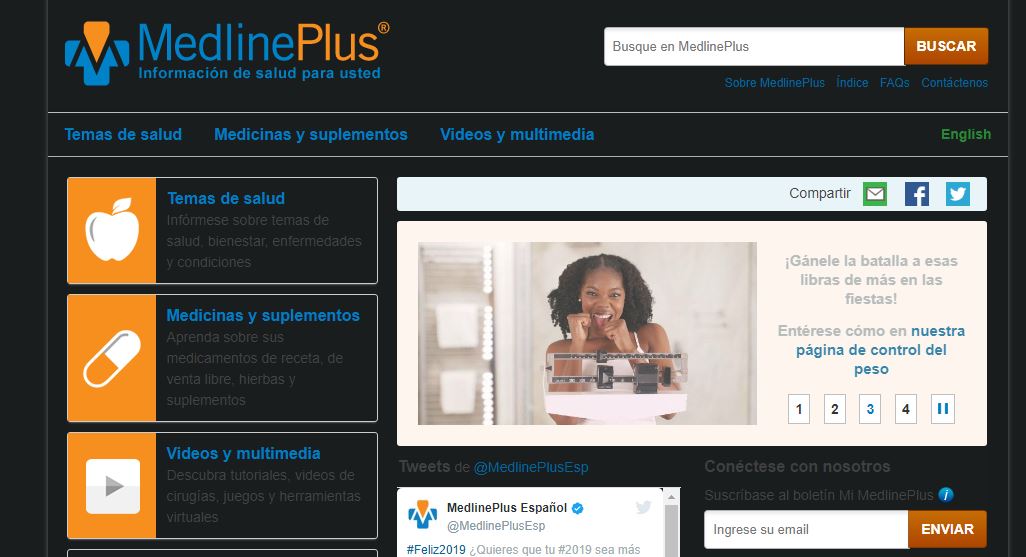 MedlinePlus®
Información de salud para usted
Busque en MedlinePlus
BUSCAR
Sobre MedlinePlus Índice FAQs Contáctenos
Temas de salud Medicinas y suplementos Videos y multimedia English
Temas de salud
Infórmese sobre temas de
salud, bienestar, enfermedades
y condiciones
Medicinas y suplementos
Aprenda sobre sus
medicamentos de receta, de
venta libre, hierbas y
suplementos
Videos y multimedia
Descubra tutoriales, videos de
cirugías, juegos y herramientas
virtuales
Compartir
¡Gánele la batalla a esas
libras de más en las
fiestas!
Entérese cómo en nuestra
página de control del
peso
1 2 3 4
Tweets de @MedlinePlusEsp
MedlinePlus Español
@MedlinePlusEsp
#Feliz2019 ¿Quieres que tu #2019 sea más
Conéctese con nosotros
Suscríbase al boletín Mi MedlinePlus i
Ingrese su email
ENVIAR